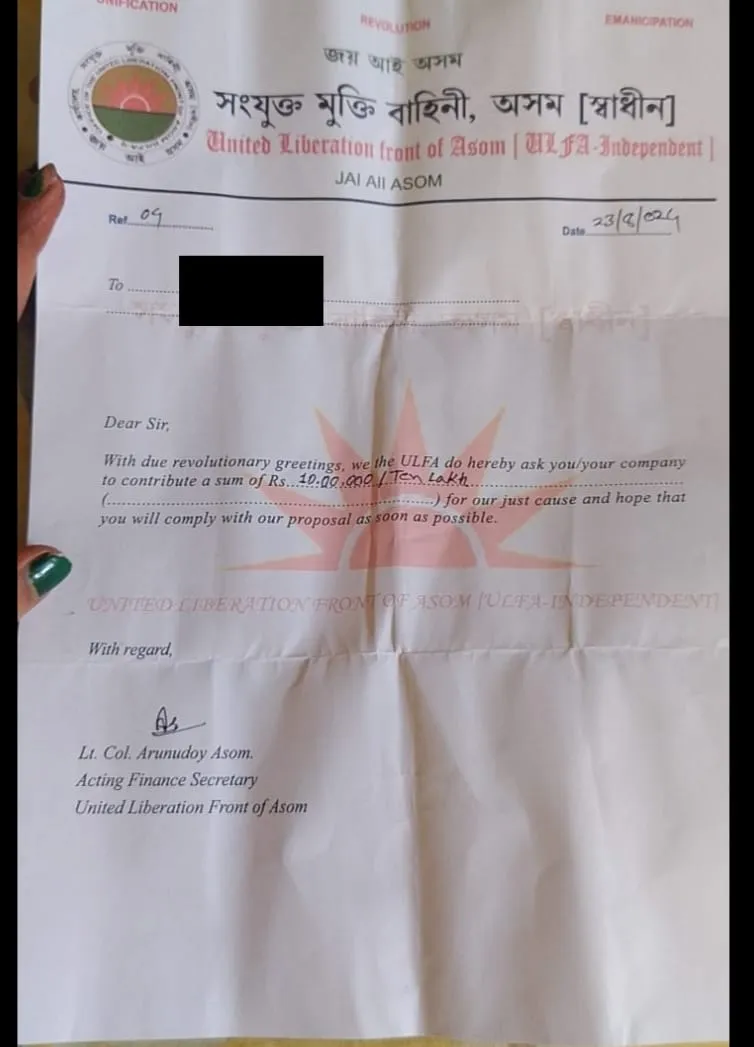 UNIFICATION
REVOLUTION
EMANICIPATION
জয় আই অসম
সংযুক্ত মুক্তি বাহিনী, অসম [স্বাধীন]
United Liberation front of Asom [ ULFA-Independent ]
JAI AII ASOM
Ref 09
Date 23/8/024
To
Dear Sir,
With due revolutionary greetings, we the ULFA do hereby ask you/your company
to contribute a sum of Rs. 10.00,000/ Ten Lakh
(....) for our just cause and hope that
you will comply with our proposal as soon as possible.
UNITED LIBERATION FRONT OF ASOM [ULFA-INDEPENDENT]
With regard,
Lt. Col. Arunudoy Asom.
Acting Finance Secretary
United Liberation Front of Asom